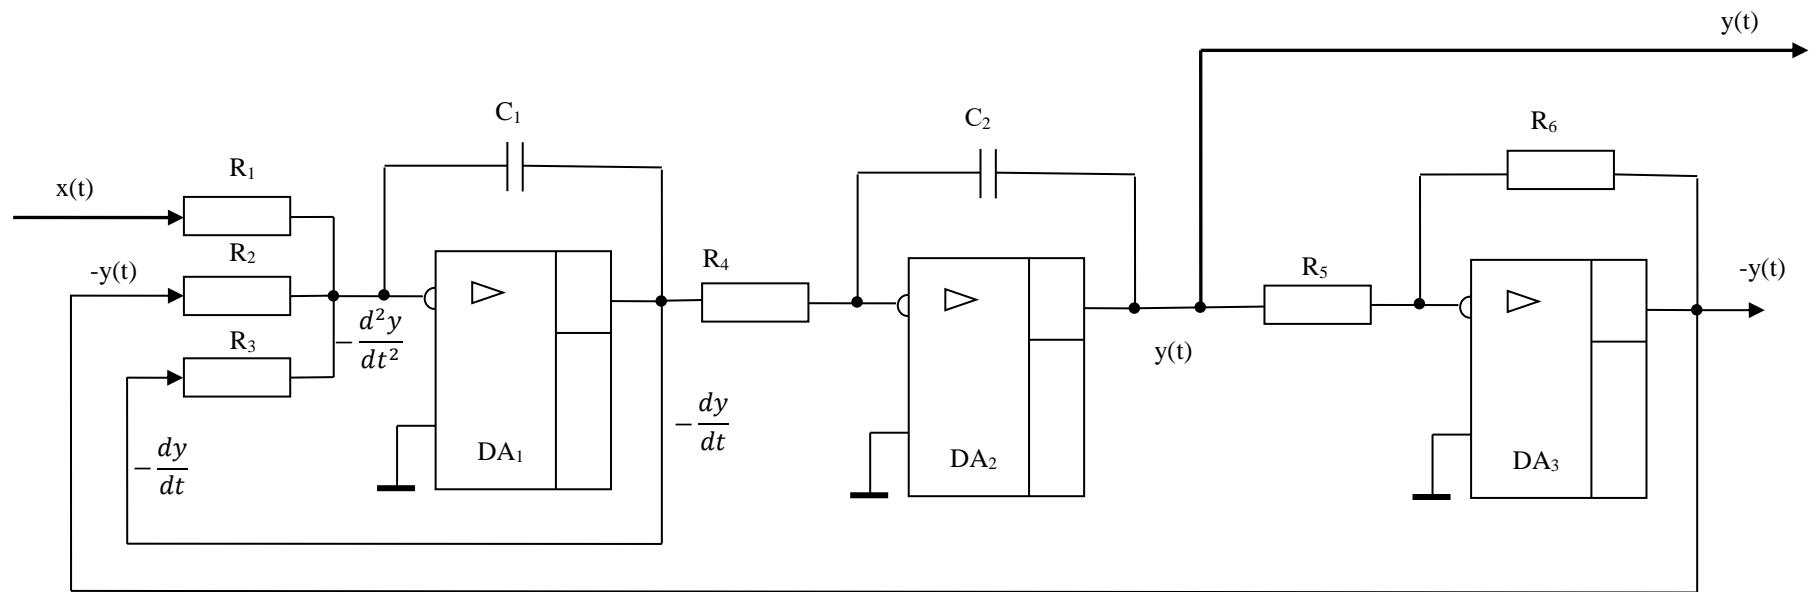 y(t)
C₁
C₂
R₆
R₁
x(t)
R₂
-y(t)
R₄
R₅
-y(t)
R₃
−d²y/dt²
y(t)
−dy/dt
−dy/dt
DA₁
DA₂
DA₃